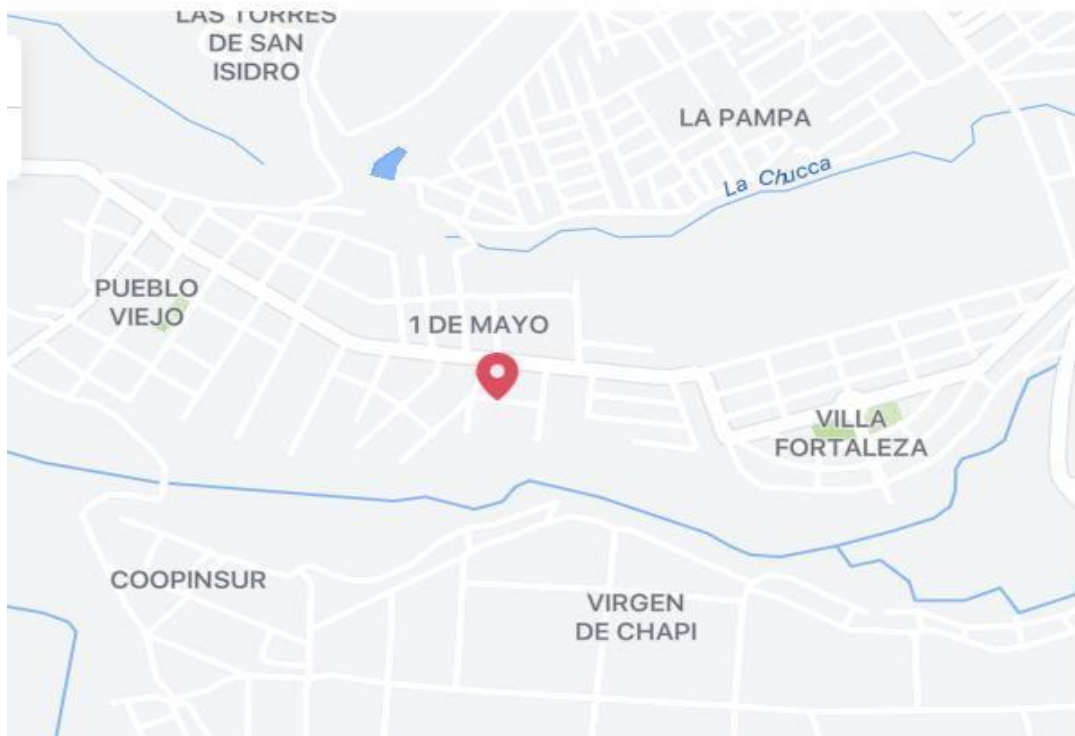 LAS TORRES
DE SAN
ISIDRO
LA PAMPA
La Chucca
PUEBLO
VIEJO
1 DE MAYO
VILLA
FORTALEZA
COOPINSUR
VIRGEN
DE CHAPI